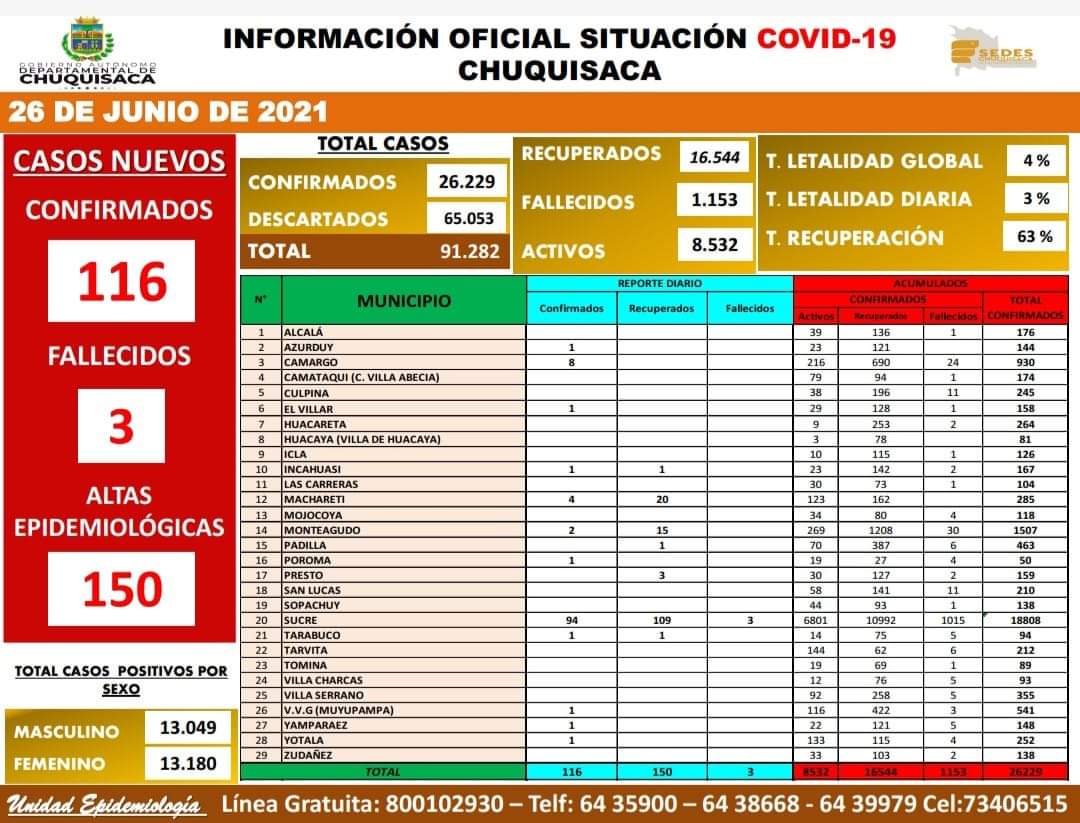 GOBIERNO AUTÓNOMO
DEPARTAMENTAL DE
CHUQUISACA
INFORMACIÓN OFICIAL SITUACIÓN COVID-19
CHUQUISACA
SEDES
CHUQUISACA
26 DE JUNIO DE 2021
CASOS NUEVOS
CONFIRMADOS
116
FALLECIDOS
3
ALTAS
EPIDEMIOLÓGICAS
150
TOTAL CASOS POSITIVOS POR
SEXO
MASCULINO 13.049
FEMENINO 13.180
TOTAL CASOS
CONFIRMADOS 26.229
DESCARTADOS 65.053
TOTAL 91.282
RECUPERADOS 16.544
FALLECIDOS 1.153
ACTIVOS 8.532
T. LETALIDAD GLOBAL 4 %
T. LETALIDAD DIARIA 3 %
T. RECUPERACIÓN 63 %
N° MUNICIPIO REPORTE DIARIO ACUMULADOS
Confirmados Recuperados Fallecidos CONFIRMADOS TOTAL CONFIRMADOS
Activos Recuperados Fallecidos
1 ALCALÁ 39 136 1 176
2 AZURDUY 1 23 121 144
3 CAMARGO 8 216 690 24 930
4 CAMATAQUI (C. VILLA ABECIA) 79 94 1 174
5 CULPINA 38 196 11 245
6 EL VILLAR 1 29 128 1 158
7 HUACARETA 9 253 2 264
8 HUACAYA (VILLA DE HUACAYA) 3 78 81
9 ICLA 10 115 1 126
10 INCAHUASI 1 1 23 142 2 167
11 LAS CARRERAS 30 73 1 104
12 MACHARETI 4 20 123 162 285
13 MOJOCOYA 34 80 4 118
14 MONTEAGUDO 2 15 269 1208 30 1507
15 PADILLA 1 70 387 6 463
16 POROMA 1 19 27 4 50
17 PRESTO 3 30 127 2 159
18 SAN LUCAS 58 141 11 210
19 SOPACHUY 44 93 1 138
20 SUCRE 94 109 3 6801 10992 1015 18808
21 TARABUCO 1 1 14 75 5 94
22 TARVITA 144 62 6 212
23 TOMINA 19 69 1 89
24 VILLA CHARCAS 12 76 5 93
25 VILLA SERRANO 92 258 5 355
26 V.V.G (MUYUPAMPA) 1 116 422 3 541
27 YAMPARAEZ 1 22 121 5 148
28 YOTALA 1 133 115 4 252
29 ZUDAÑEZ 33 103 2 138
TOTAL 116 150 3 8532 16544 1153 26229
Unidad Epidemiología Línea Gratuita: 800102930 – Telf: 64 35900 – 64 38668 - 64 39979 Cel:73406515